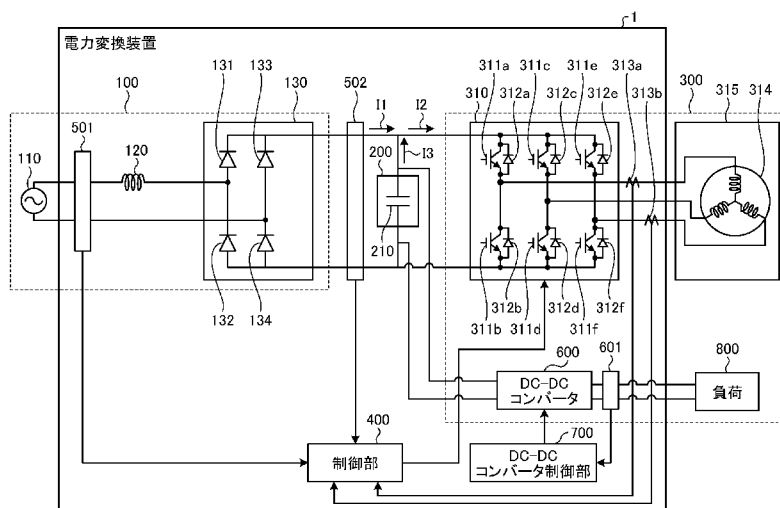 1
電力変換装置
100
131
133
130
502
I1
I2
I3
311a
311c
311e
313a
310
312a
312c
312e
313b
300
315
314
501
120
110
200
210
132
134
312b
312d
312f
311b
311d
311f
600
601
800
DC-DC
コンバータ
負荷
400
700
制御部
DC-DC
コンバータ制御部